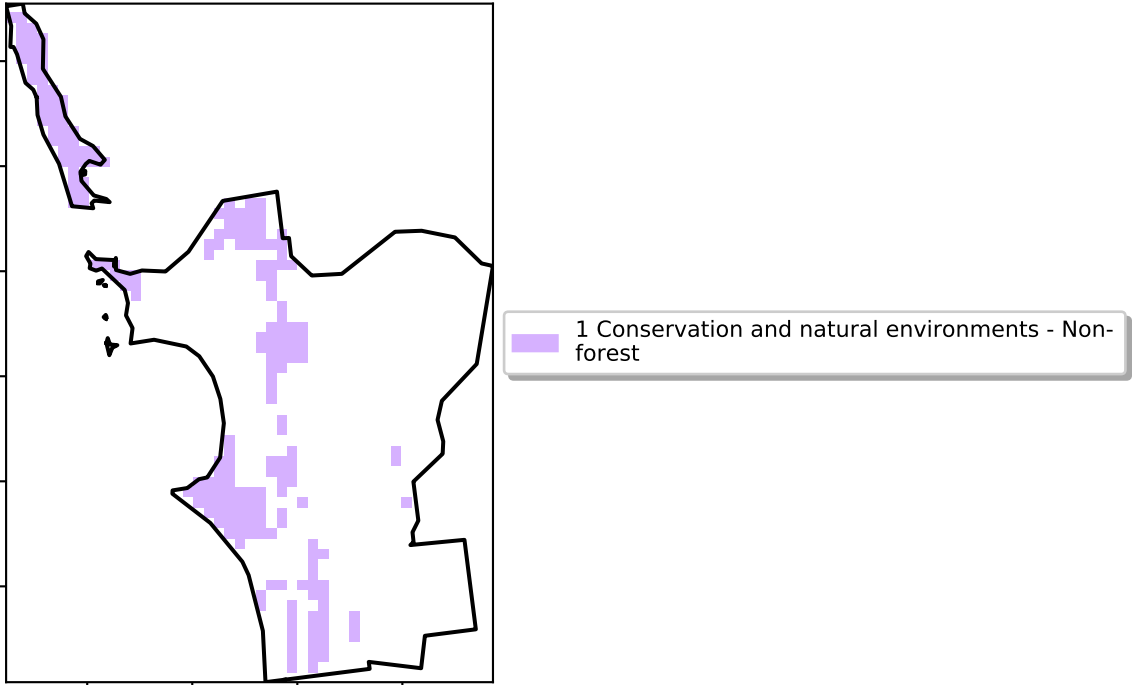 1 Conservation and natural environments - Non-
forest